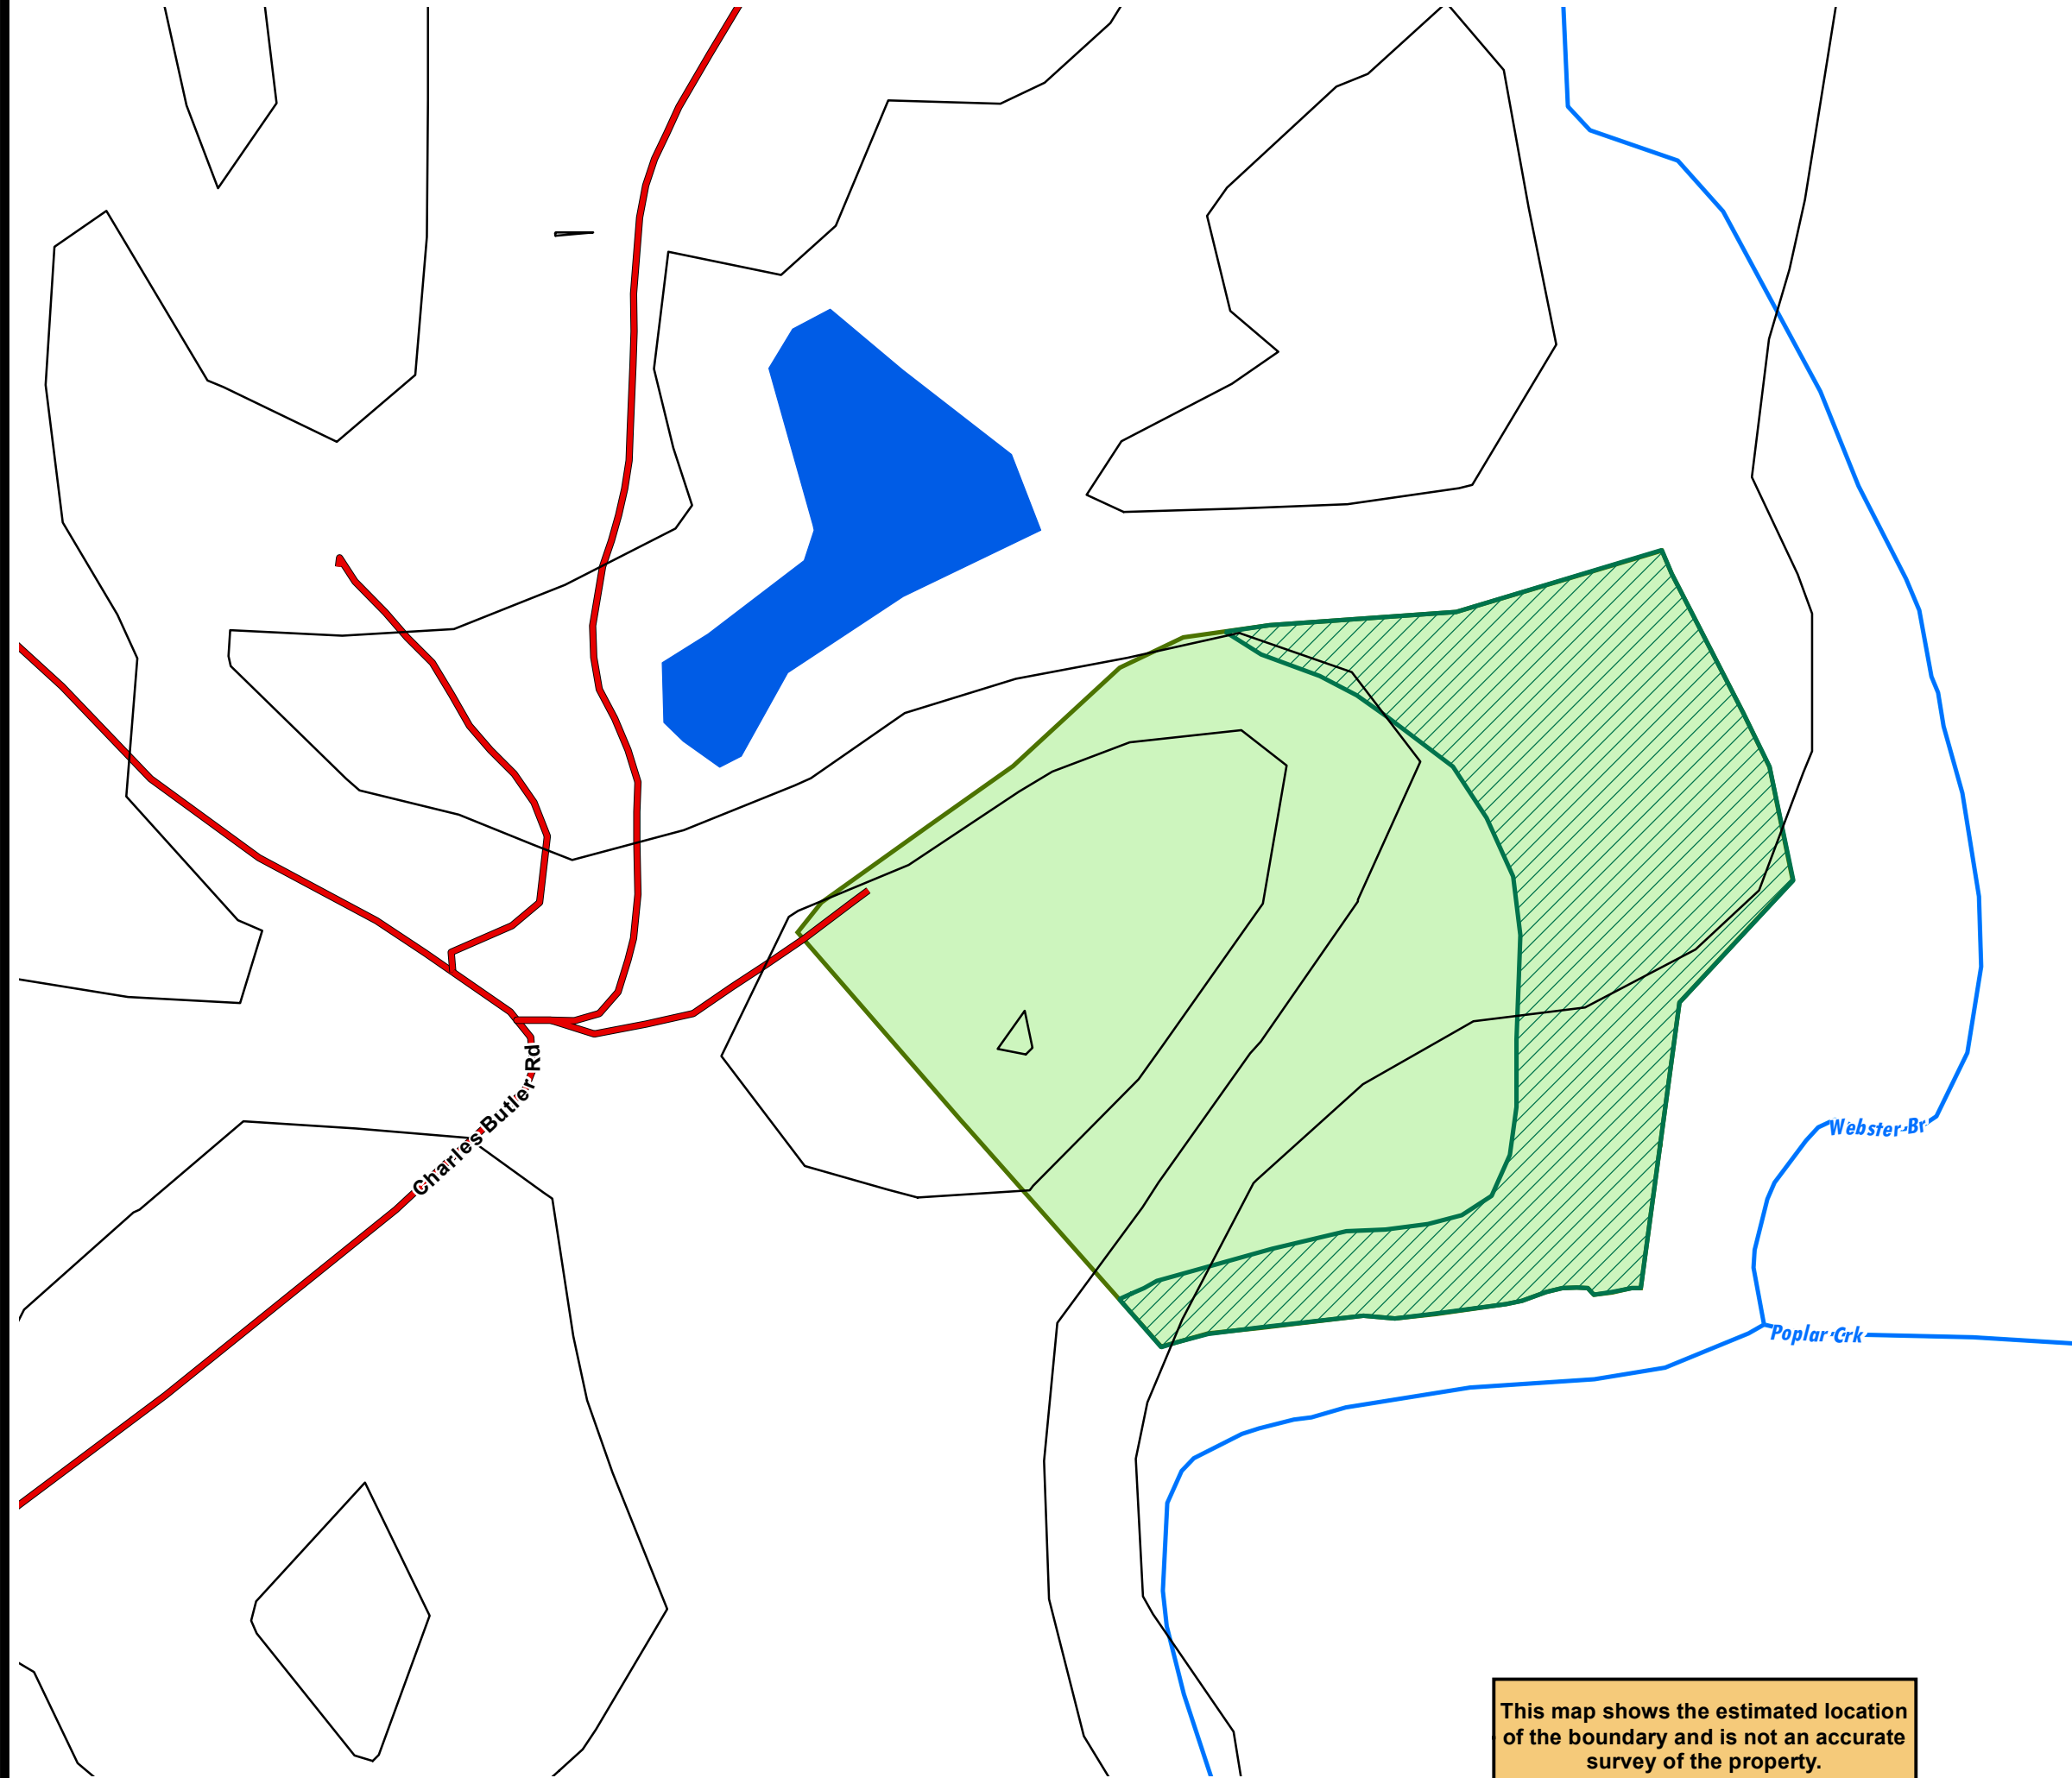 Charles Butler Rd
Webster Br
Poplar Crk
This map shows the estimated location
of the boundary and is not an accurate
survey of the property.